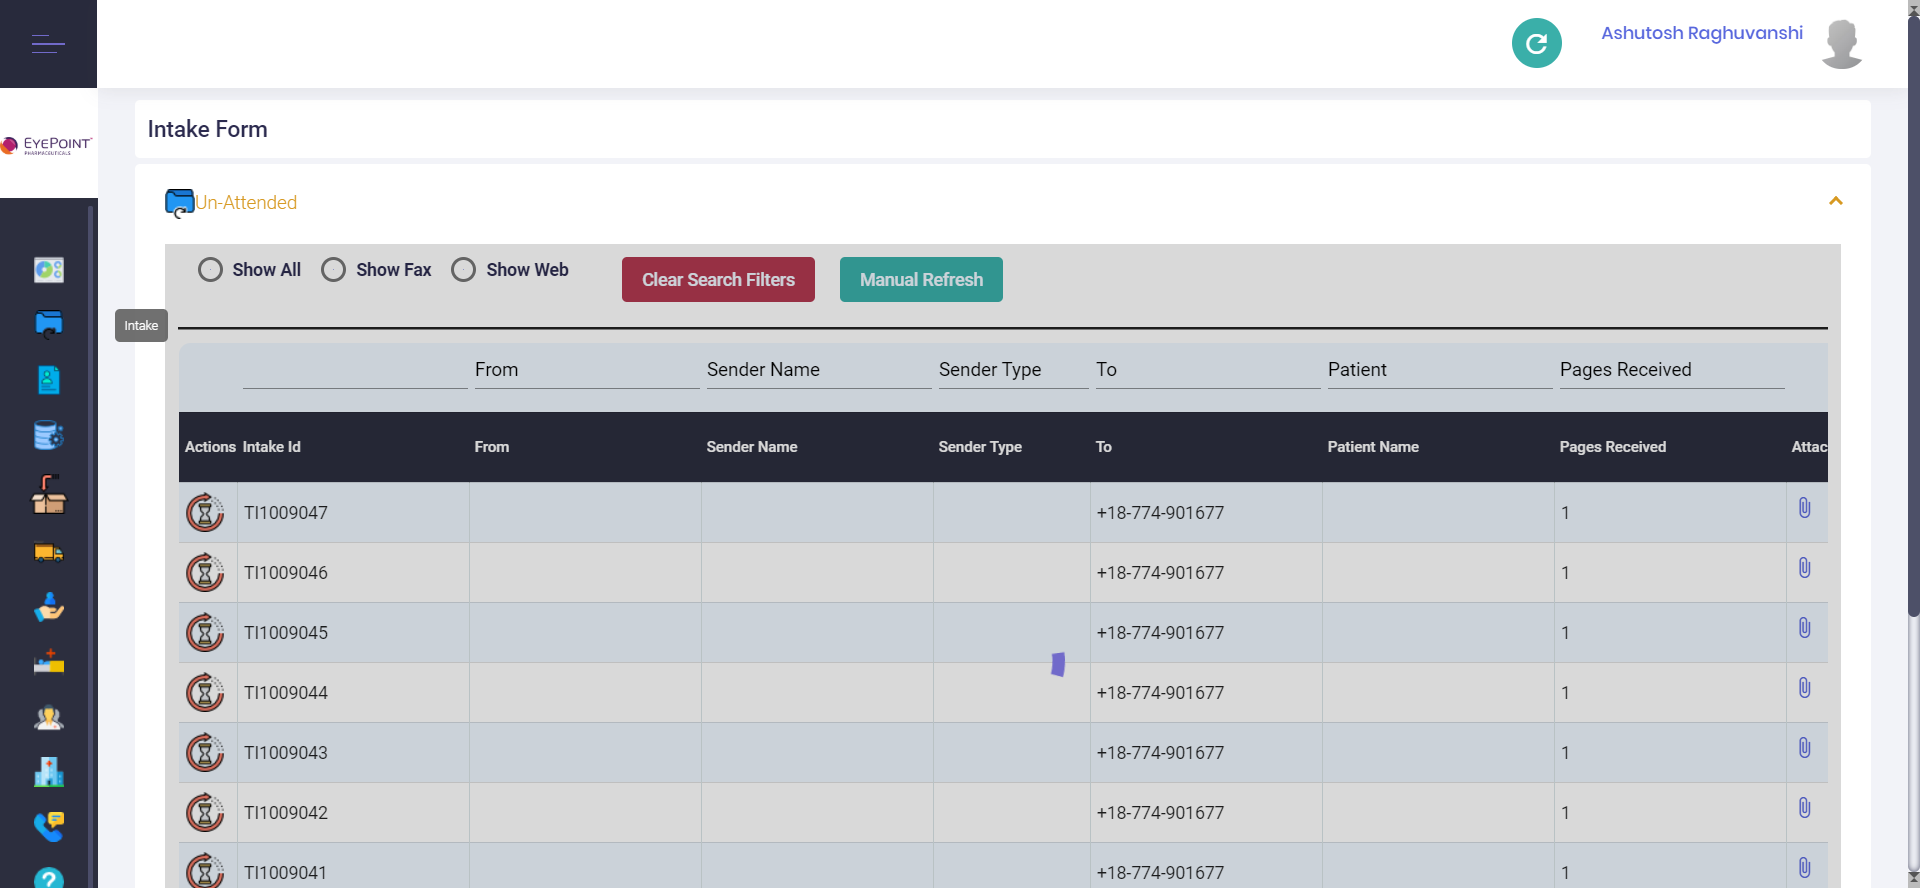 Ashutosh Raghuvanshi
EYEPOINT
PHARMACEUTICALS
Intake Form
Un-Attended
Show All Show Fax Show Web Clear Search Filters Manual Refresh
Intake
From Sender Name Sender Type To Patient Pages Received
Actions Intake Id From Sender Name Sender Type To Patient Name Pages Received Attac
TI1009047 +18-774-901677 1
TI1009046 +18-774-901677 1
TI1009045 +18-774-901677 1
TI1009044 +18-774-901677 1
TI1009043 +18-774-901677 1
TI1009042 +18-774-901677 1
TI1009041 +18-774-901677 1
?